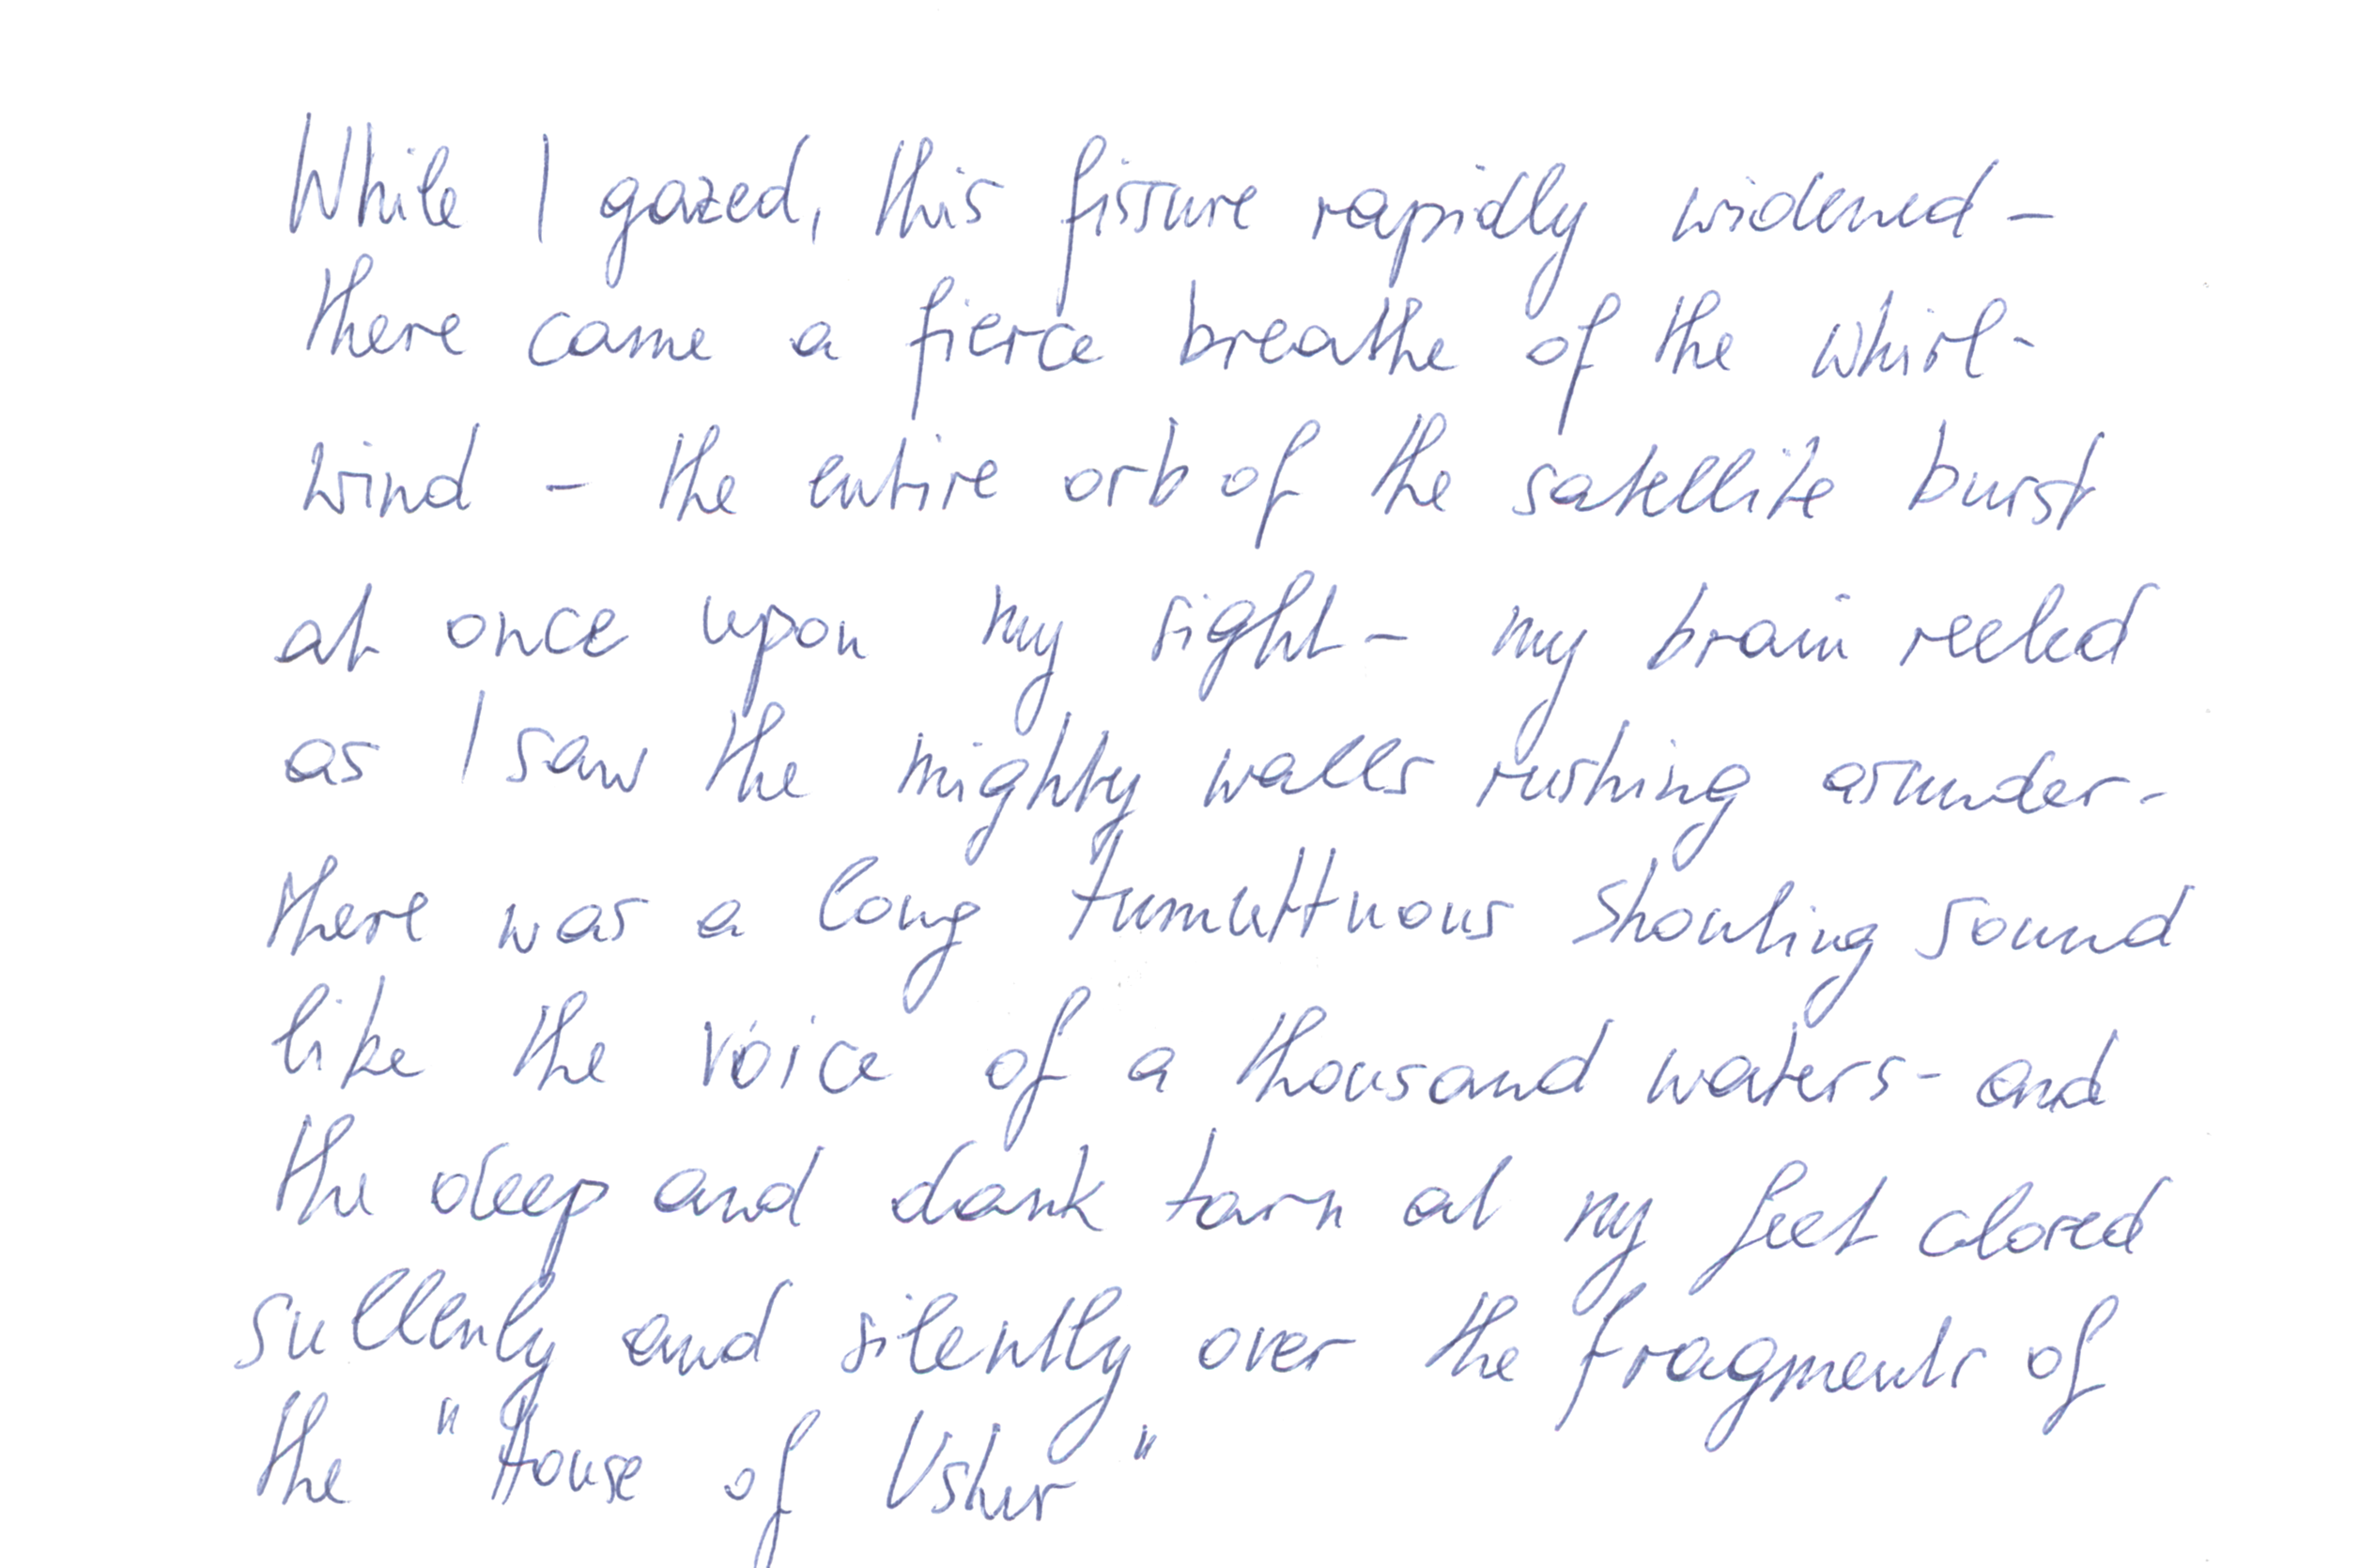 While I gazed, this fissure rapidly widened –
there came a fierce breathe of the whirl-
wind – the entire orb of the satellite burst
at once upon my sight – my brain reeled
as I saw the mighty walls rushing asunder -
there was a long tumultuous shouting sound
like the voice of a thousand waters - and
the deep and dank tarn at my feet closed
sullenly and silently over the fragments of
the "House of Usher"